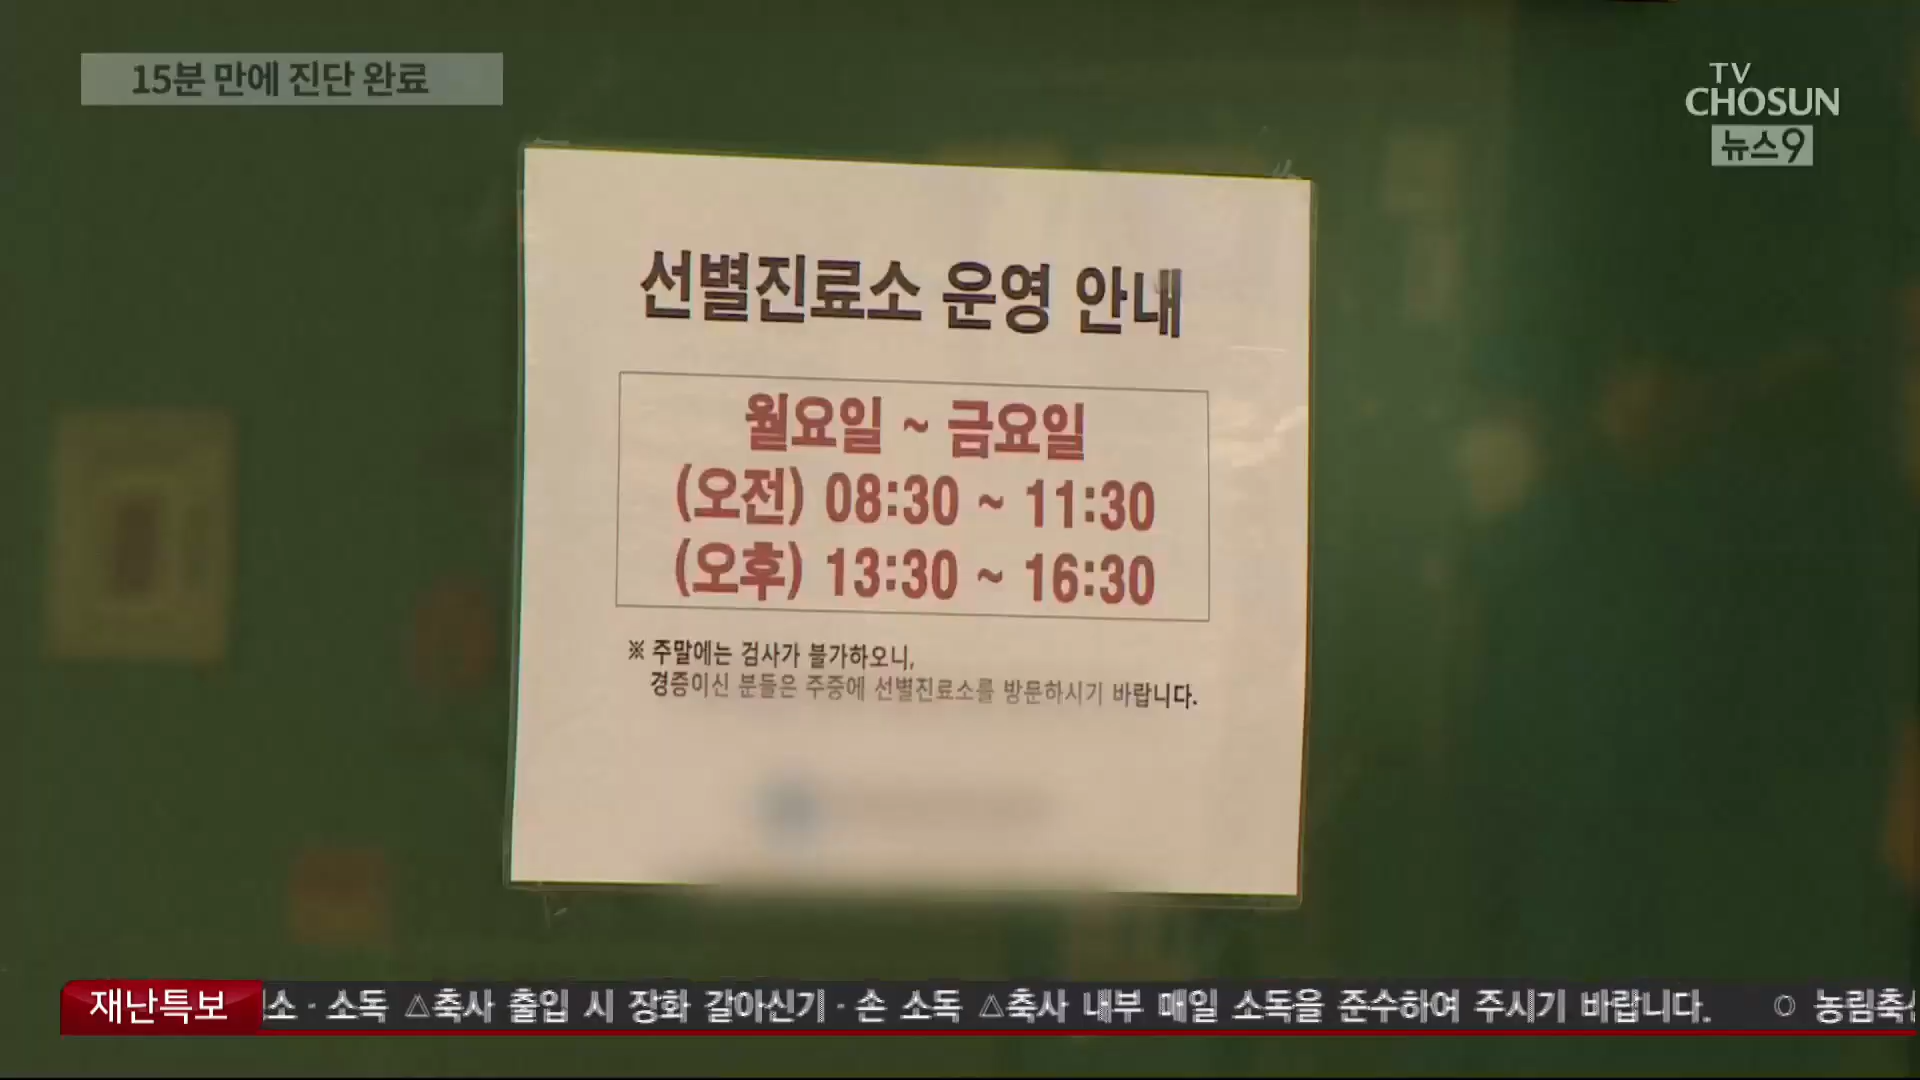 15분 만에 진단 완료
TV
CHOSUN
뉴스9
선별진료소 운영 안내
월요일 ~ 금요일
(오전) 08:30 ~ 11:30
(오후) 13:30 ~ 16:30
※ 주말에는 검사가 불가하오니,
경증이신 분들은 주중에 선별진료소를 방문하시기 바랍니다.
재난특보 · 소독 △축사 출입 시 장화 갈아신기 · 손 소독 △축사 내부 매일 소독을 준수하여 주시기 바랍니다. ○